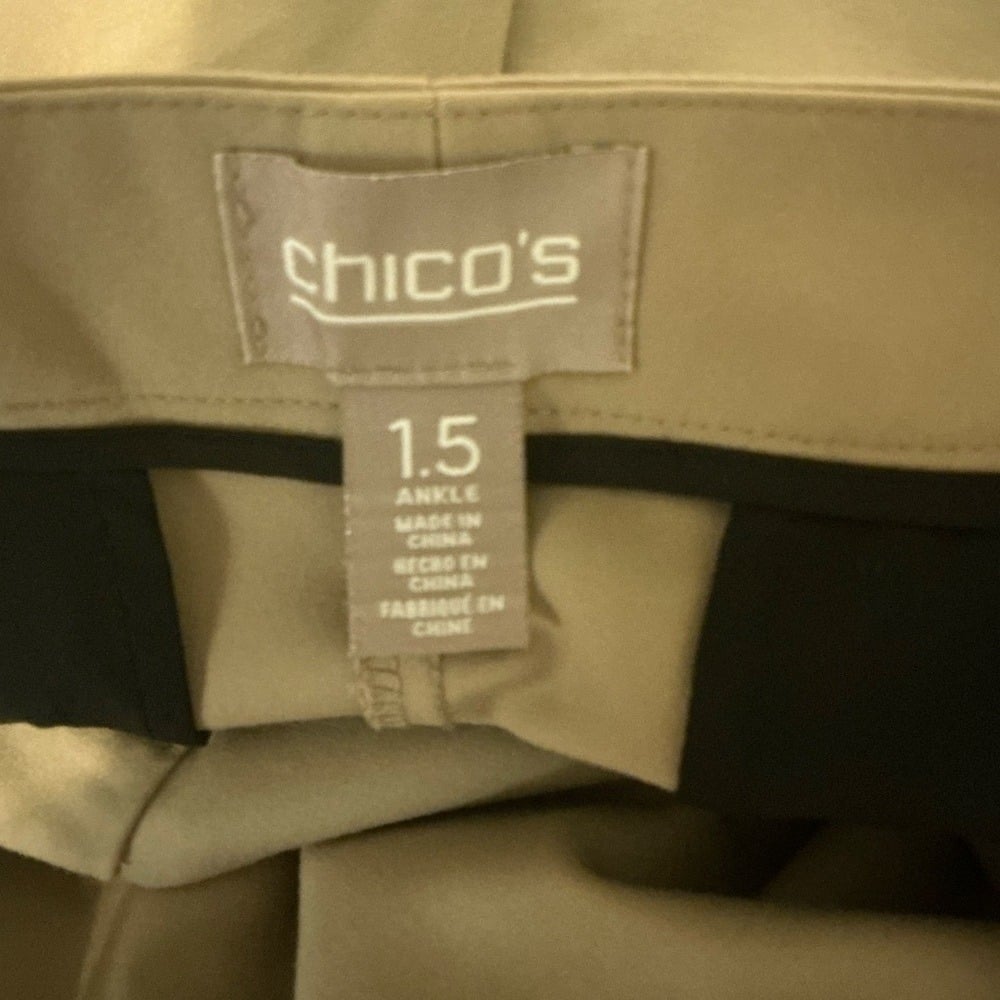 chico's
1.5
ANKLE
MADE IN
CHINA
HECHO EN
CHINA
FABRIQUÉ EN
CHINE